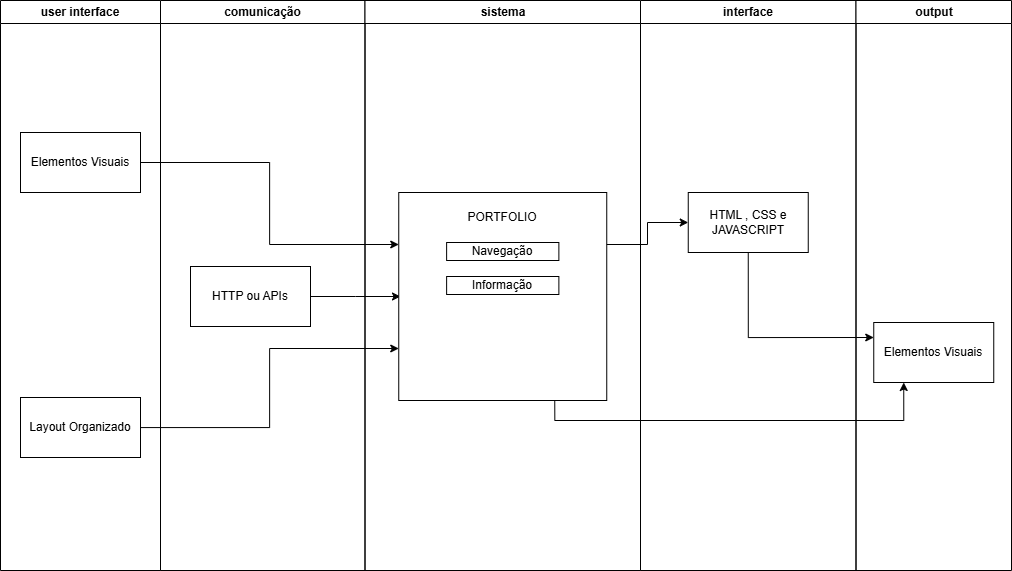 user interface
comunicação
sistema
interface
output
Elementos Visuais
HTTP ou APIs
Layout Organizado
PORTFOLIO
Navegação
Informação
HTML , CSS e
JAVASCRIPT
Elementos Visuais